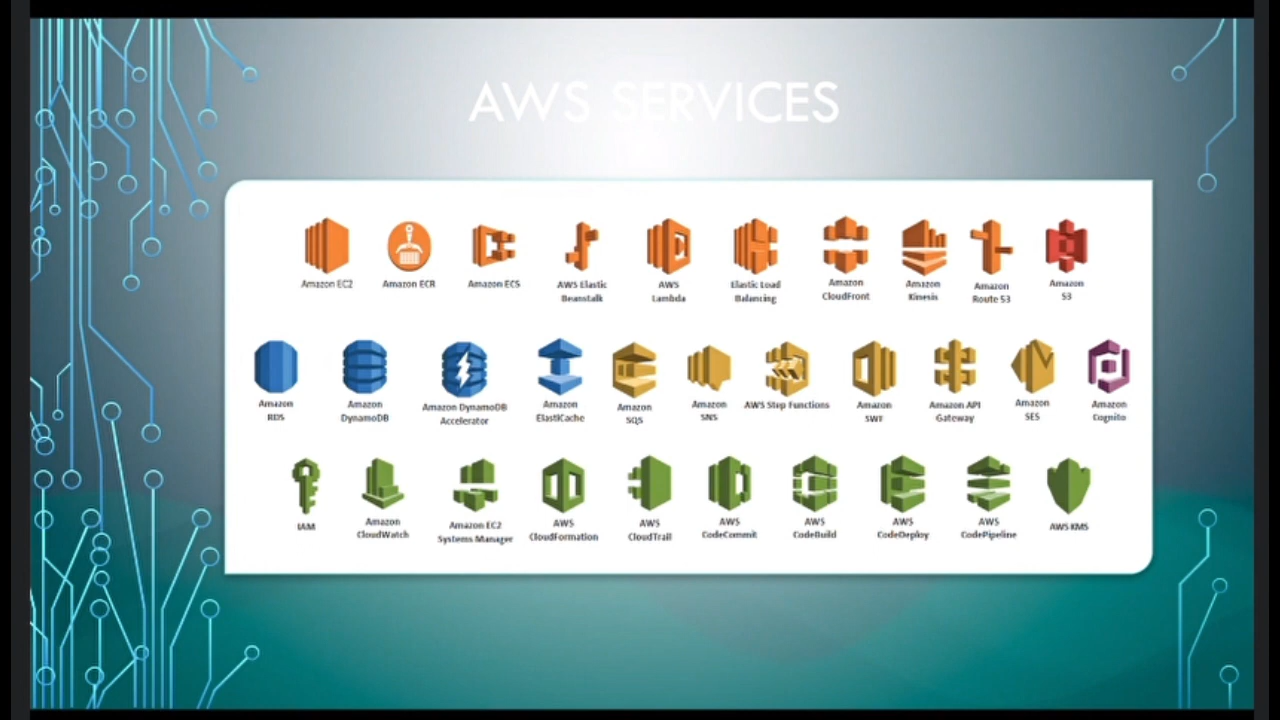 AWS SERVICES
Amazon EC2
Amazon ECR
Amazon ECS
AWS Elastic
Beanstalk
AWS
Lambda
Elastic Load
Balancing
Amazon
CloudFront
Amazon
Kinesis
Amazon
Route 53
Amazon
S3
Amazon
RDS
Amazon
DynamoDB
Amazon DynamoDB
Accelerator
Amazon
ElastiCache
Amazon
SQS
Amazon
SNS
AWS Step Functions
Amazon
SWF
Amazon API
Gateway
Amazon
SES
Amazon
Cognito
IAM
Amazon
CloudWatch
Amazon EC2
Systems Manager
AWS
CloudFormation
AWS
CloudTrail
AWS
CodeCommit
AWS
CodeBuild
AWS
CodeDeploy
AWS
CodePipeline
AWS KMS